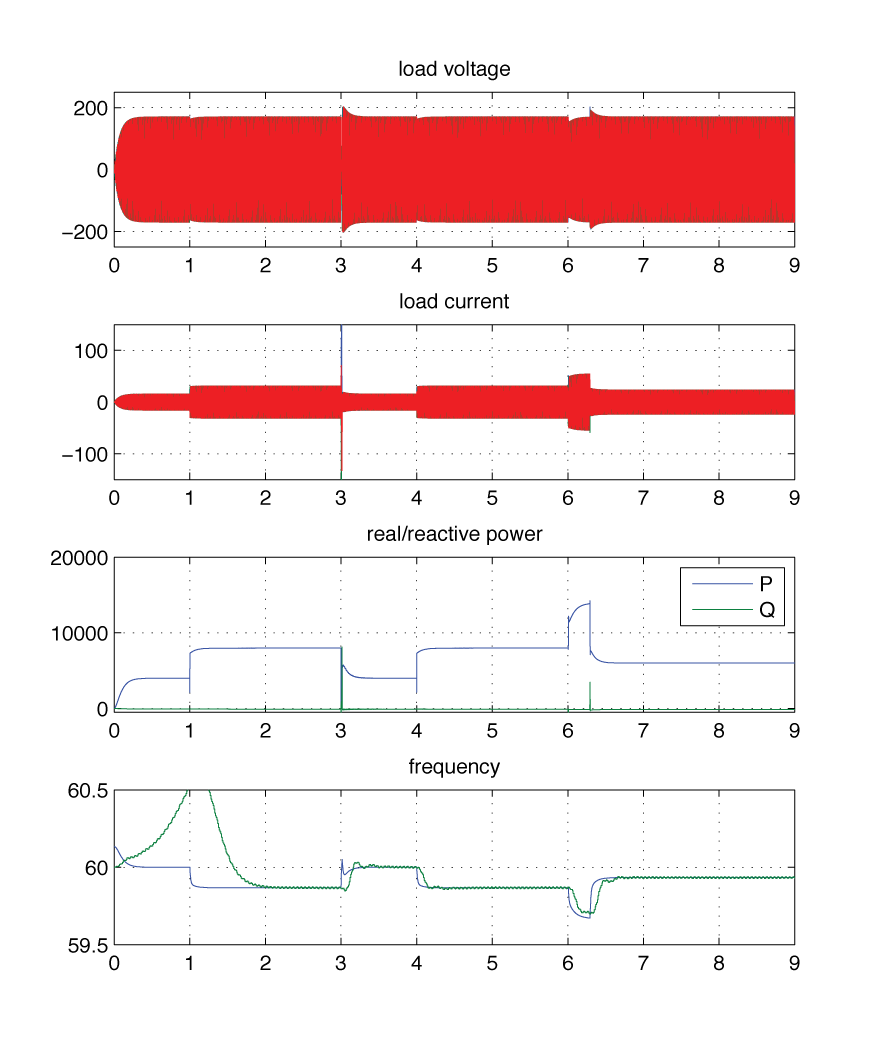 load voltage
200
0
−200
0 1 2 3 4 5 6 7 8 9
load current
100
0
−100
0 1 2 3 4 5 6 7 8 9
real/reactive power
20000
10000
0
P
Q
0 1 2 3 4 5 6 7 8 9
frequency
60.5
60
59.5
0 1 2 3 4 5 6 7 8 9